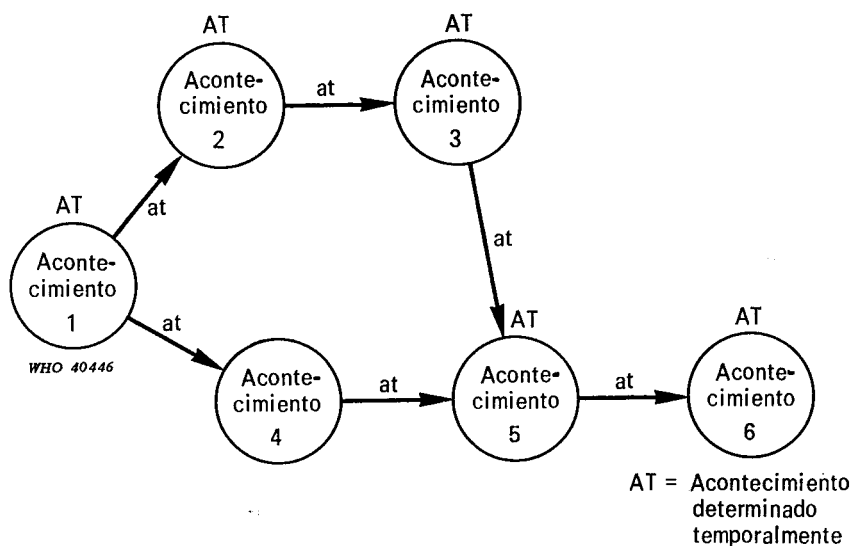 AT
Aconte-
cimiento
2
at
AT
Aconte-
cimiento
3
at
AT
Aconte-
cimiento
1
WHO 40446
at
at
Aconte-
cimiento
4
at
AT
Aconte-
cimiento
5
at
AT
Aconte-
cimiento
6
AT = Acontecimiento
determinado
temporalmente